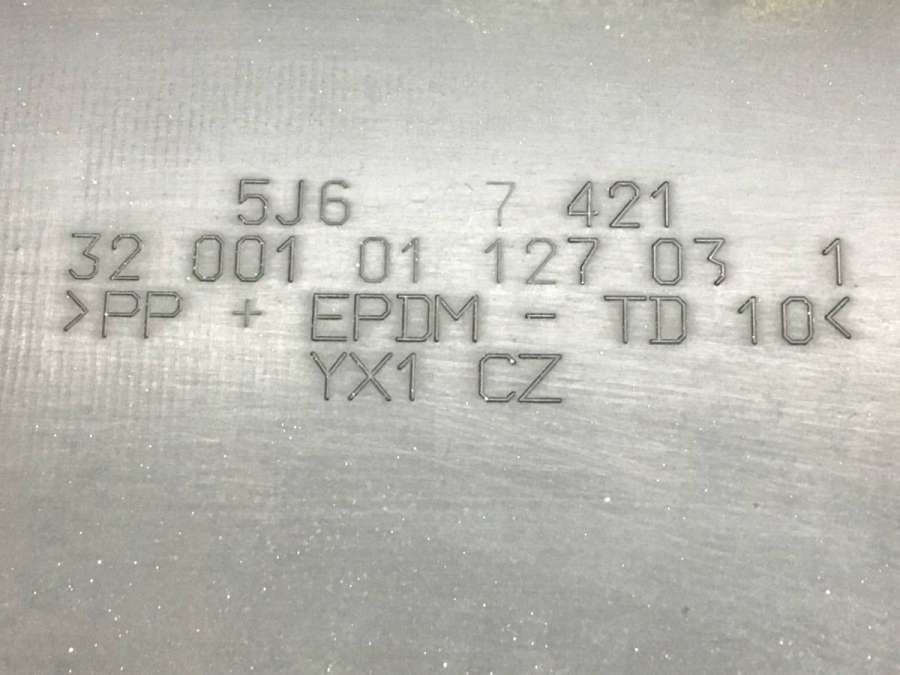 5J6 7 421
32 001 01 127 03 1
>PP + EPDM - TD 10<
YX1 CZ